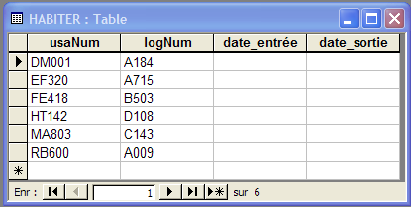 HABITER : Table
usaNum logNum date_entrée date_sortie
DM001 A184
EF320 A715
FE418 B503
HT142 D108
MA803 C143
RB600 A009
Enr : 1 sur 6